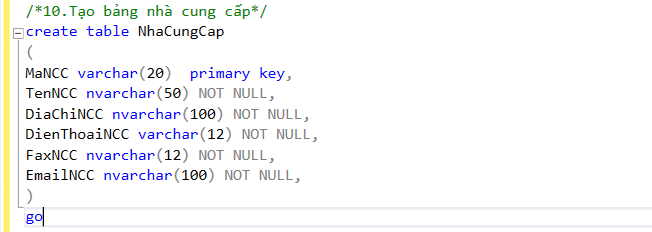 /*10.Tạo bảng nhà cung cấp*/
create table NhaCungCap
(
MaNCC varchar(20)  primary key,
TenNCC nvarchar(50) NOT NULL,
DiaChiNCC nvarchar(100) NOT NULL,
DienThoaiNCC varchar(12) NOT NULL,
FaxNCC nvarchar(12) NOT NULL,
EmailNCC nvarchar(100) NOT NULL,
)
go